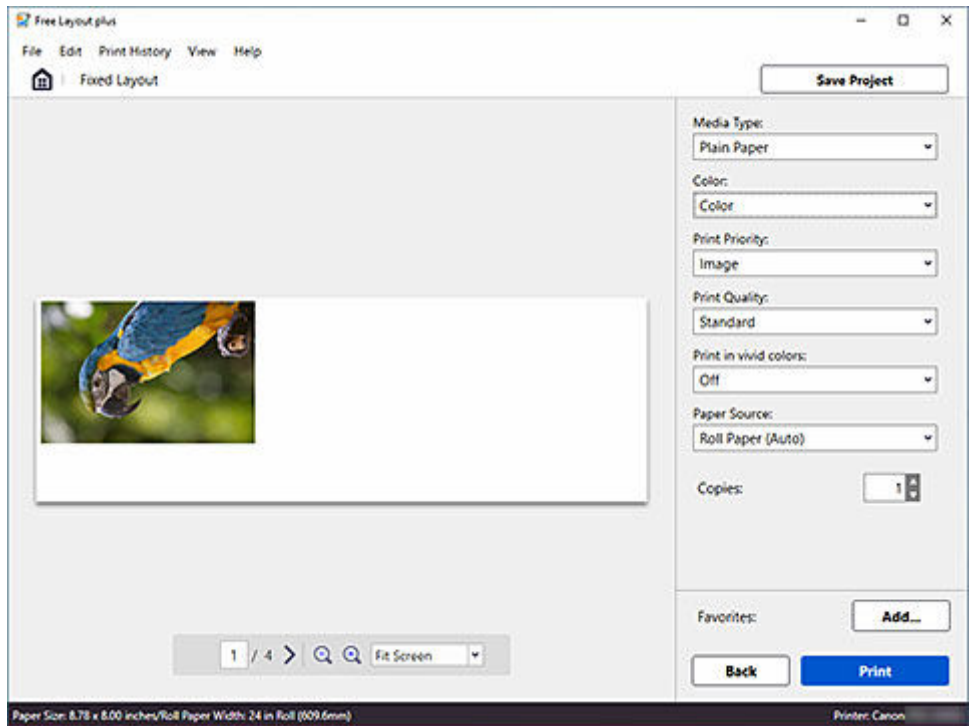 Free Layout plus
File Edit Print History View Help
Fixed Layout
Save Project
Media Type:
Plain Paper
Color:
Color
Print Priority:
Image
Print Quality:
Standard
Print in vivid colors:
Off
Paper Source:
Roll Paper (Auto)
Copies: 1
1 / 4 Fit Screen
Favorites: Add...
Back Print
Paper Size: 8.78 x 8.00 inches/Roll Paper Width: 24 in Roll (609.6mm) Printer: Canon